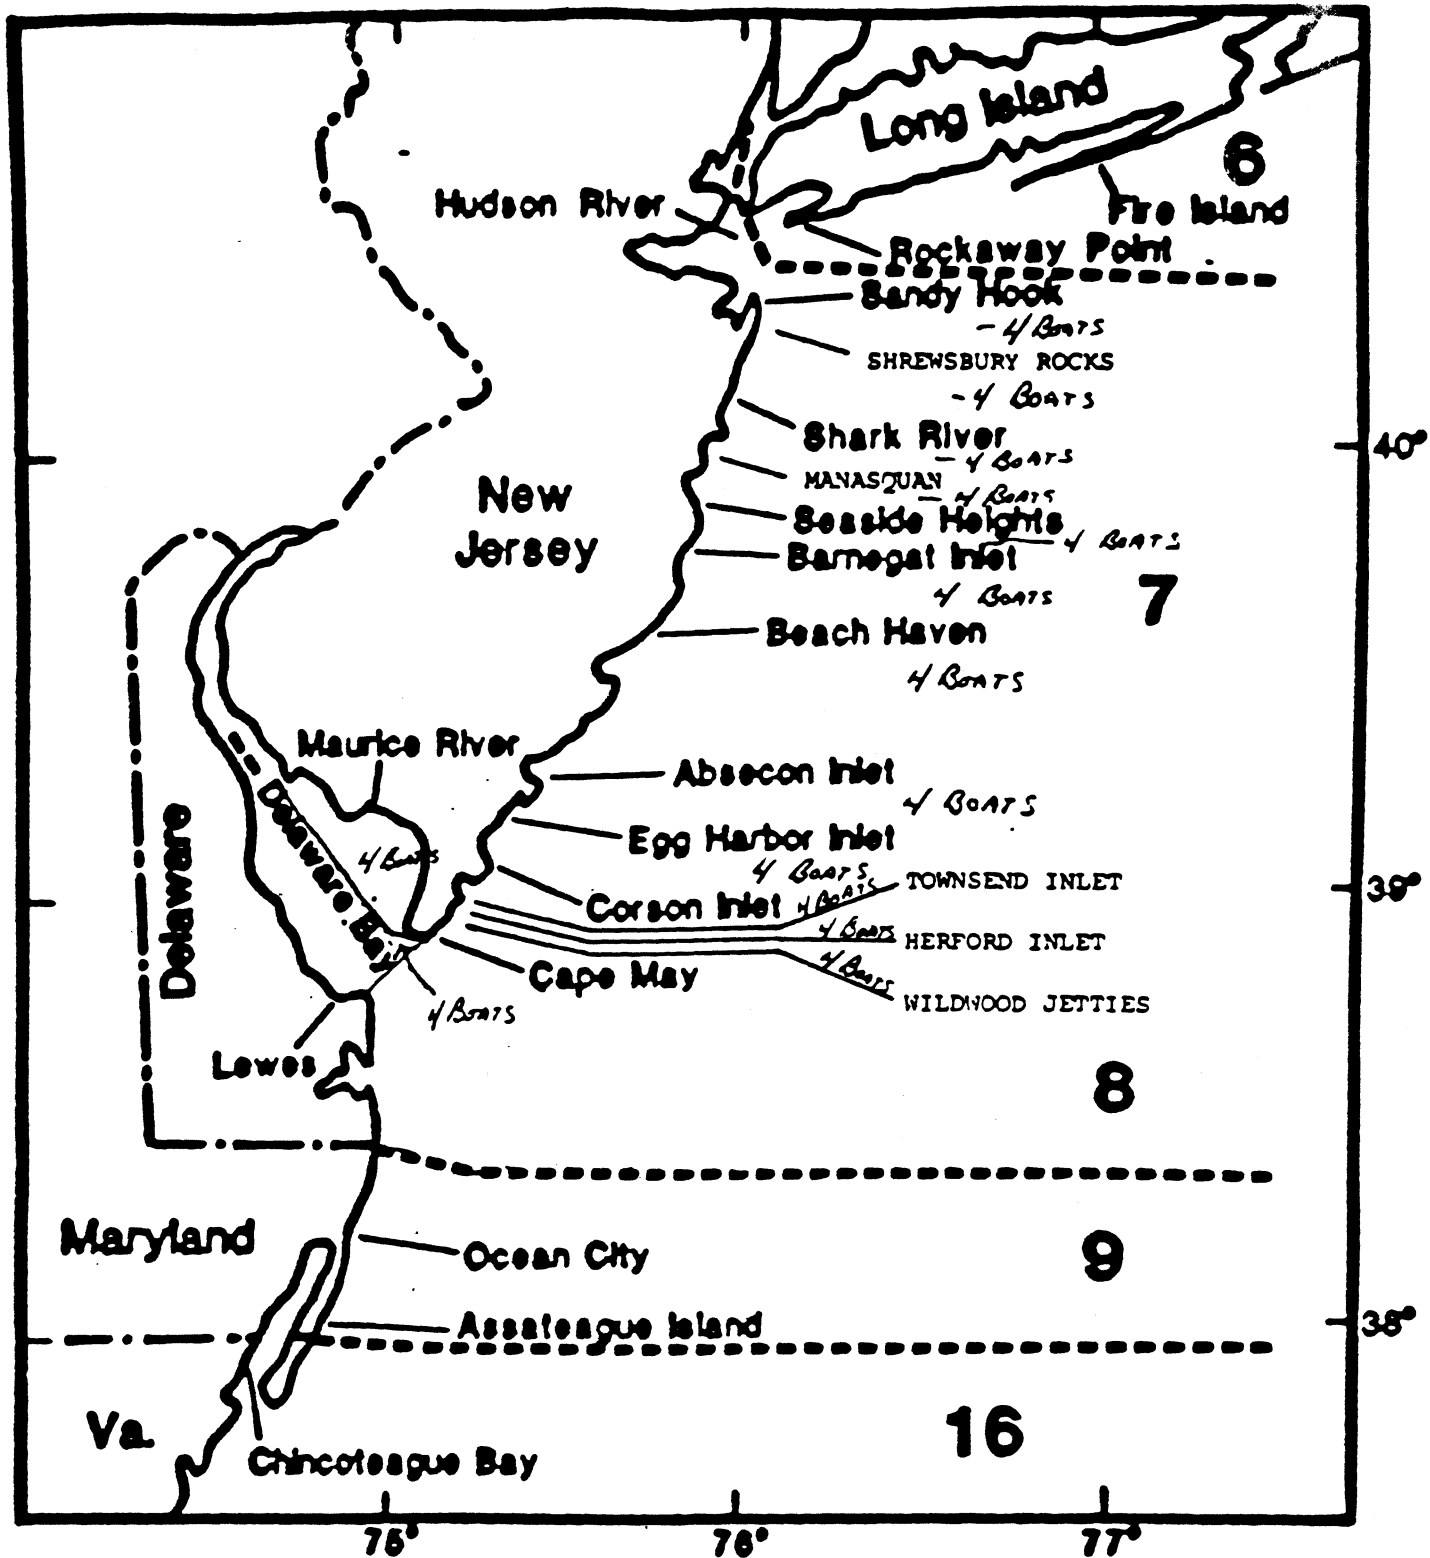 Long Island
6
Hudson River
Fire Island
Rockaway Point
Sandy Hook
- 4 BOATS
SHREWSBURY ROCKS
- 4 BOATS
Shark River
- 4 BOATS
MANASQUAN
- 4 BOATS
Seaside Heights
4 BOATS
Barnegat Inlet
40°
New
Jersey
7
4 BOATS
Beach Haven
4 BOATS
Maurice River
Absecon Inlet
4 BOATS
Egg Harbor Inlet
Delaware
Delaware Bay
4 BOATS
4 BOATS
TOWNSEND INLET
39°
Corson Inlet
4 BOATS
4 BOATS
HERFORD INLET
Cape May
4 BOATS
WILDWOOD JETTIES
4 BOATS
Lewes
8
Maryland
Ocean City
9
Assateague Island
38°
Va.
16
Chincoteague Bay
75°
76°
77°